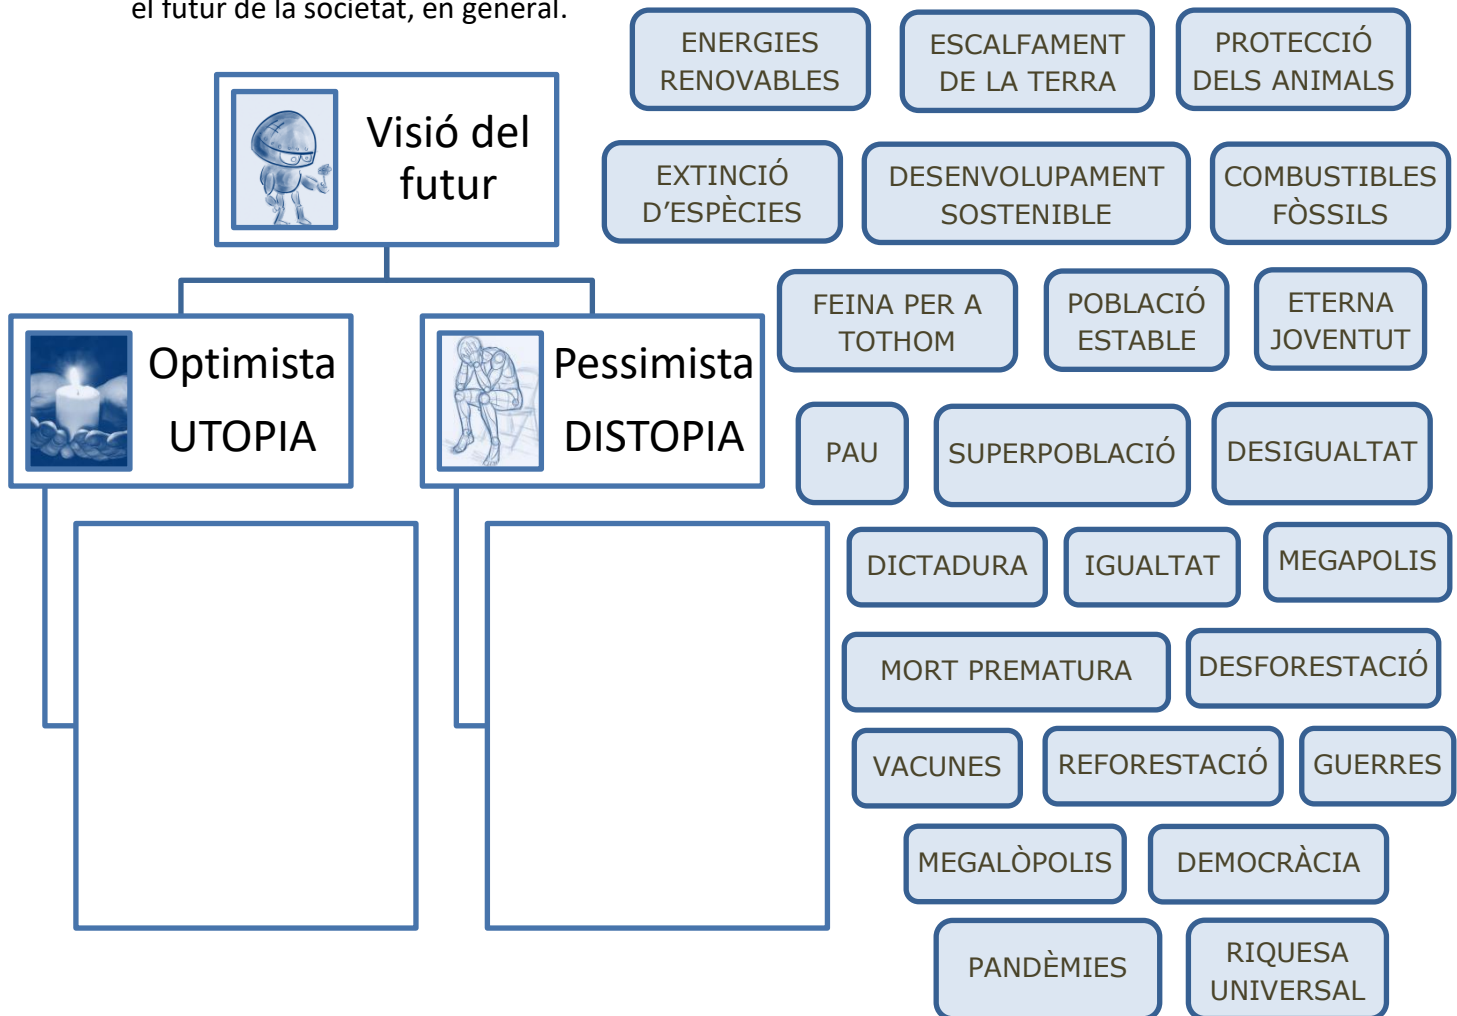 el futur de la societat, en general.
Visió del
futur
Optimista
UTOPIA
Pessimista
DISTOPIA
ENERGIES
RENOVABLES
ESCALFAMENT
DE LA TERRA
PROTECCIÓ
DELS ANIMALS
EXTINCIÓ
D’ESPÈCIES
DESENVOLUPAMENT
SOSTENIBLE
COMBUSTIBLES
FÒSSILS
FEINA PER A
TOTHOM
POBLACIÓ
ESTABLE
ETERNA
JOVENTUT
PAU
SUPERPOBLACIÓ
DESIGUALTAT
DICTADURA
IGUALTAT
MEGAPOLIS
MORT PREMATURA
DESFORESTACIÓ
VACUNES
REFORESTACIÓ
GUERRES
MEGALÒPOLIS
DEMOCRÀCIA
PANDÈMIES
RIQUESA
UNIVERSAL